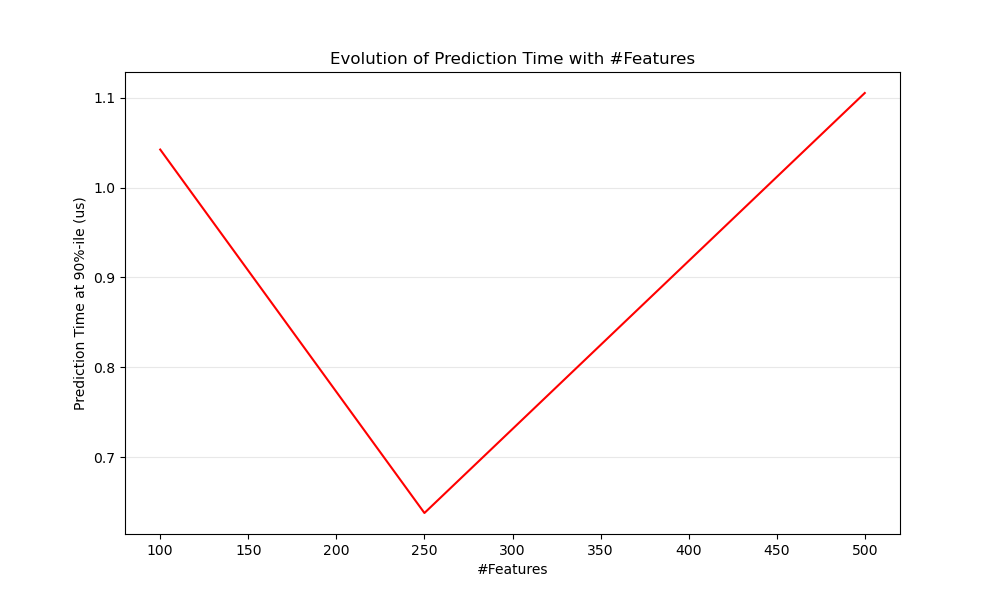 Evolution of Prediction Time with #Features
Prediction Time at 90%-ile (us)
1.1
1.0
0.9
0.8
0.7
100 150 200 250 300 350 400 450 500
#Features